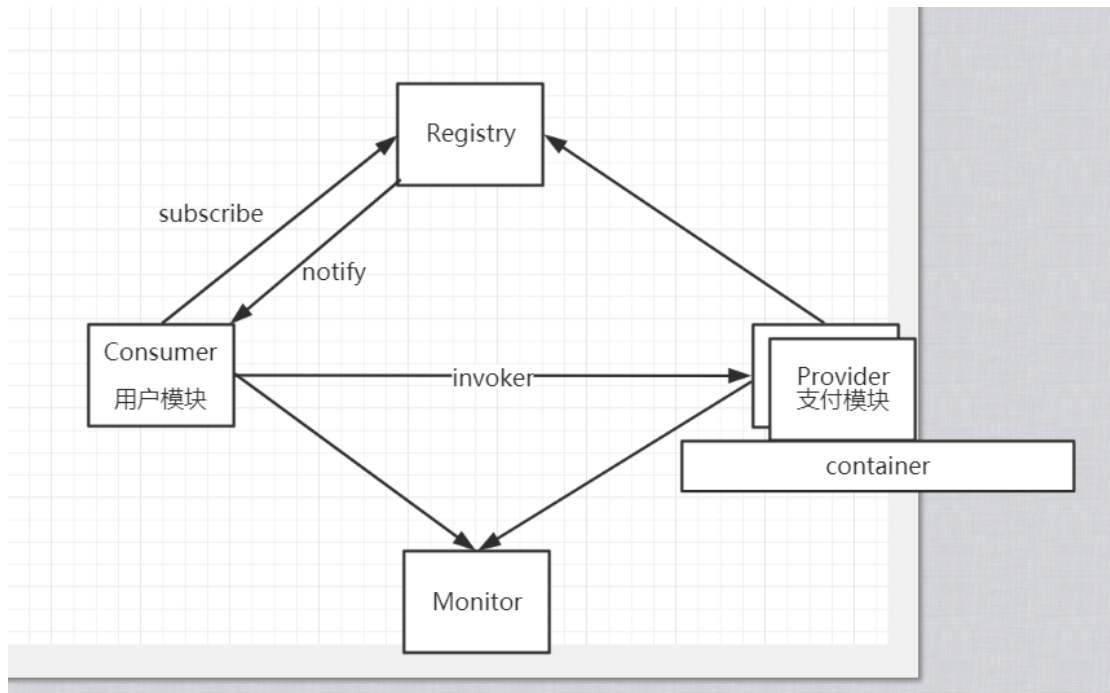 Registry
subscribe
notify
Consumer
用户模块
invoker
Provider
支付模块
container
Monitor